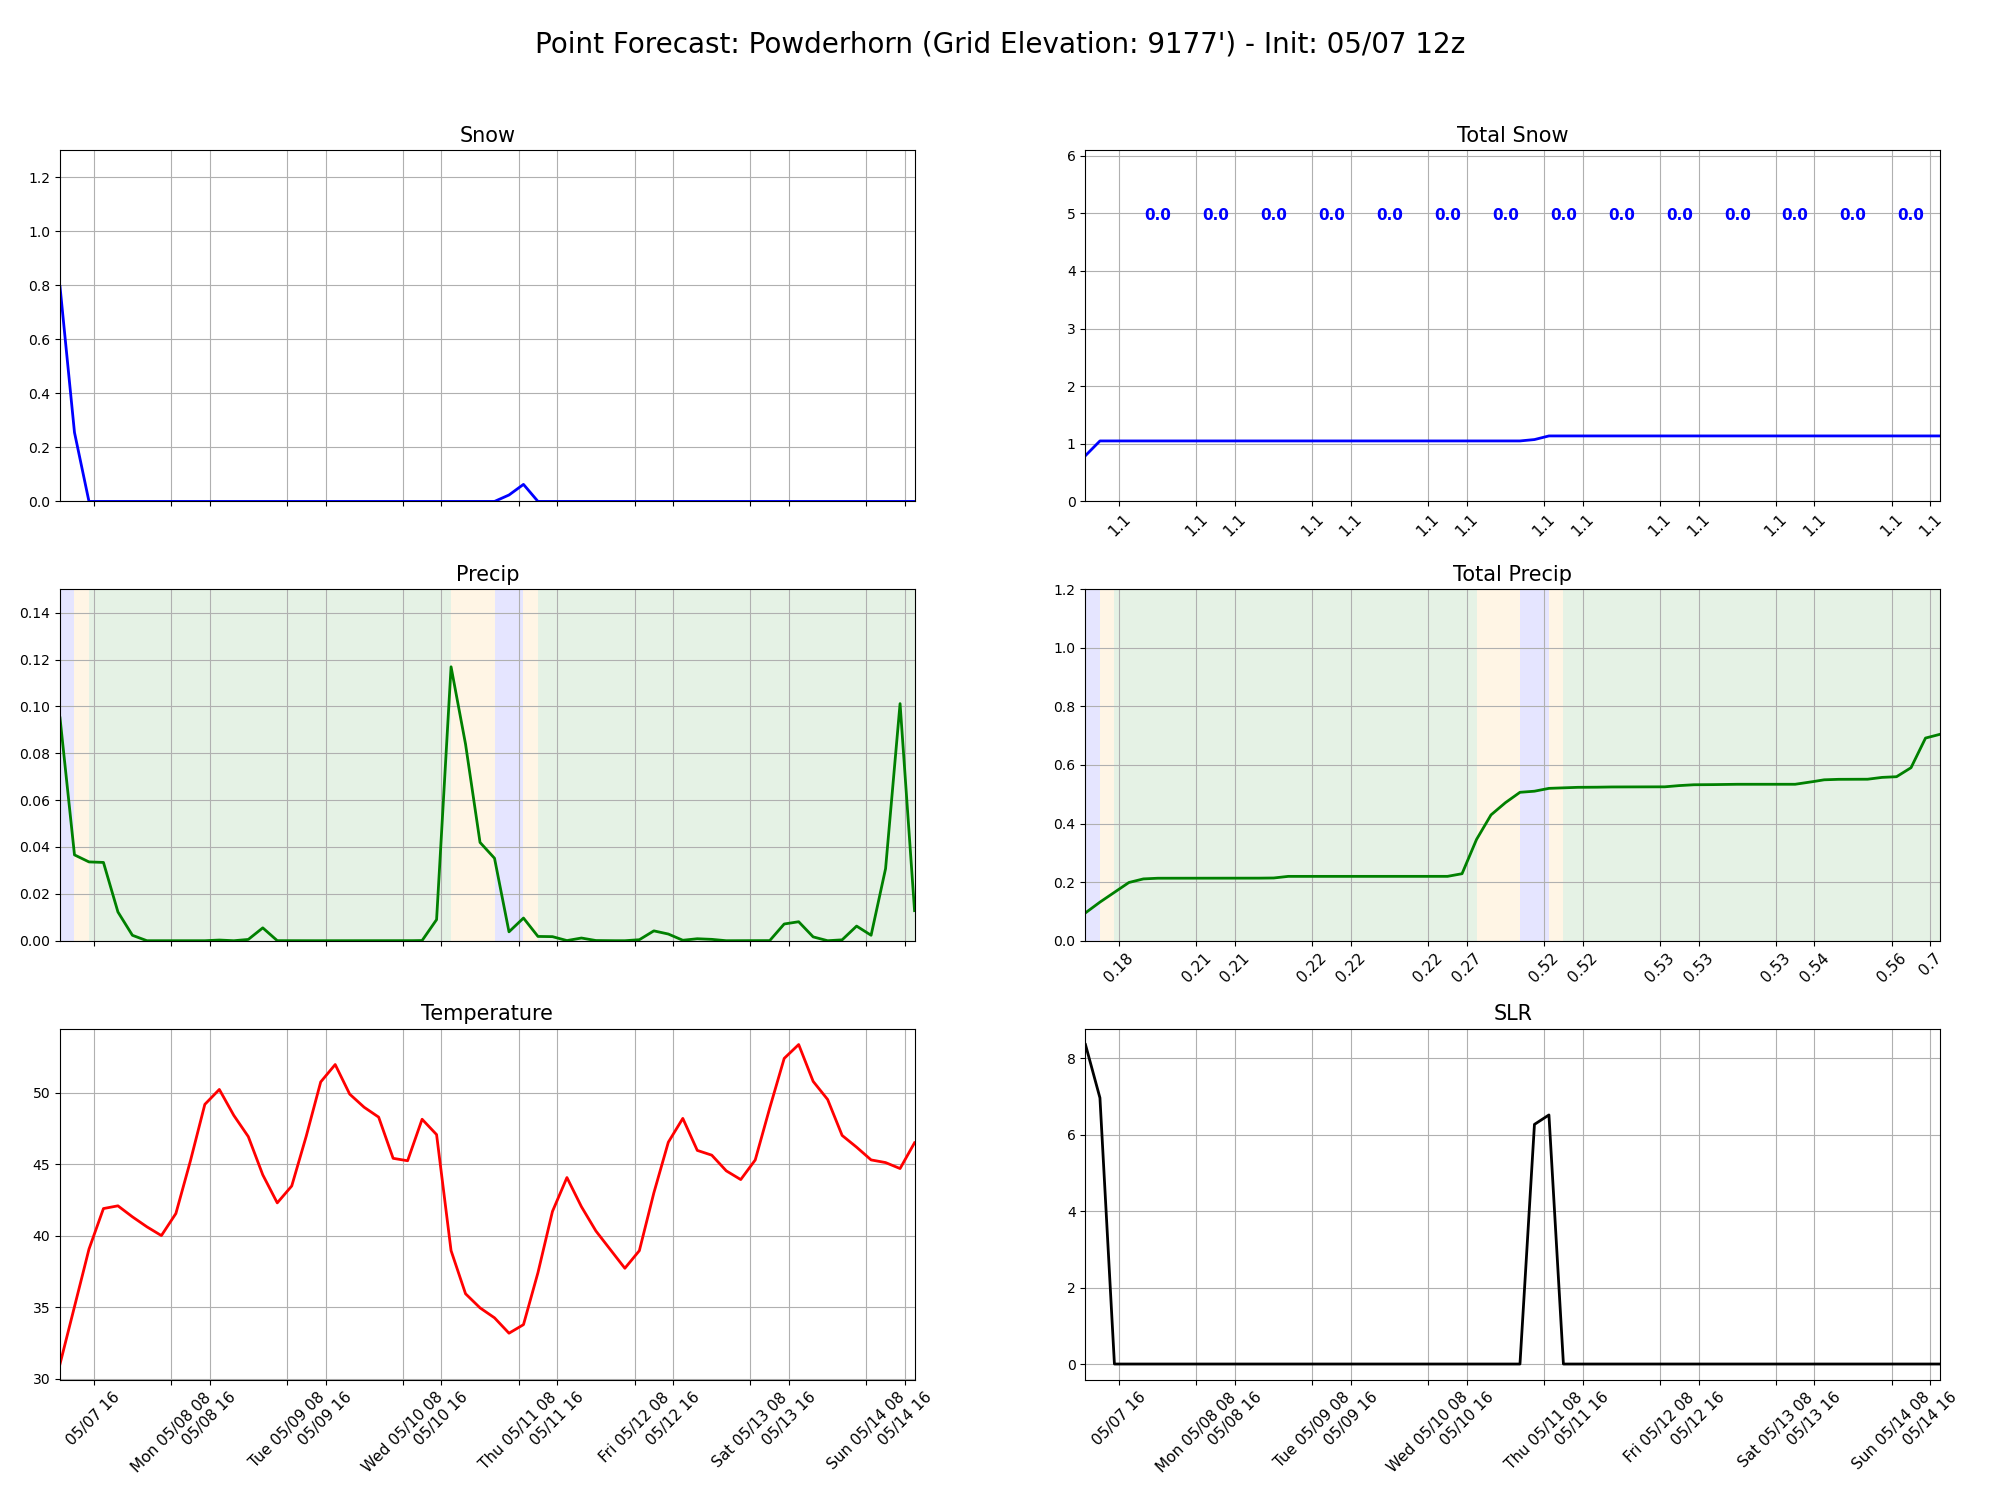 Point Forecast: Powderhorn (Grid Elevation: 9177') - Init: 05/07 12z
Snow
1.2
1.0
0.8
0.6
0.4
0.2
0.0
Total Snow
6
5
4
3
2
1
0
0.0 0.0 0.0 0.0 0.0 0.0 0.0 0.0 0.0 0.0 0.0 0.0 0.0 0.0
1.1 1.1 1.1 1.1 1.1 1.1 1.1 1.1 1.1 1.1 1.1 1.1 1.1 1.1 1.1
Precip
0.14
0.12
0.10
0.08
0.06
0.04
0.02
0.00
Total Precip
1.2
1.0
0.8
0.6
0.4
0.2
0.0
0.18 0.21 0.21 0.22 0.22 0.22 0.27 0.52 0.52 0.53 0.53 0.53 0.54 0.56 0.7
Temperature
50
45
40
35
30
05/07 16
Mon 05/08 08
05/08 16
Tue 05/09 08
05/09 16
Wed 05/10 08
05/10 16
Thu 05/11 08
05/11 16
Fri 05/12 08
05/12 16
Sat 05/13 08
05/13 16
Sun 05/14 08
05/14 16
SLR
8
6
4
2
0
05/07 16
Mon 05/08 08
05/08 16
Tue 05/09 08
05/09 16
Wed 05/10 08
05/10 16
Thu 05/11 08
05/11 16
Fri 05/12 08
05/12 16
Sat 05/13 08
05/13 16
Sun 05/14 08
05/14 16